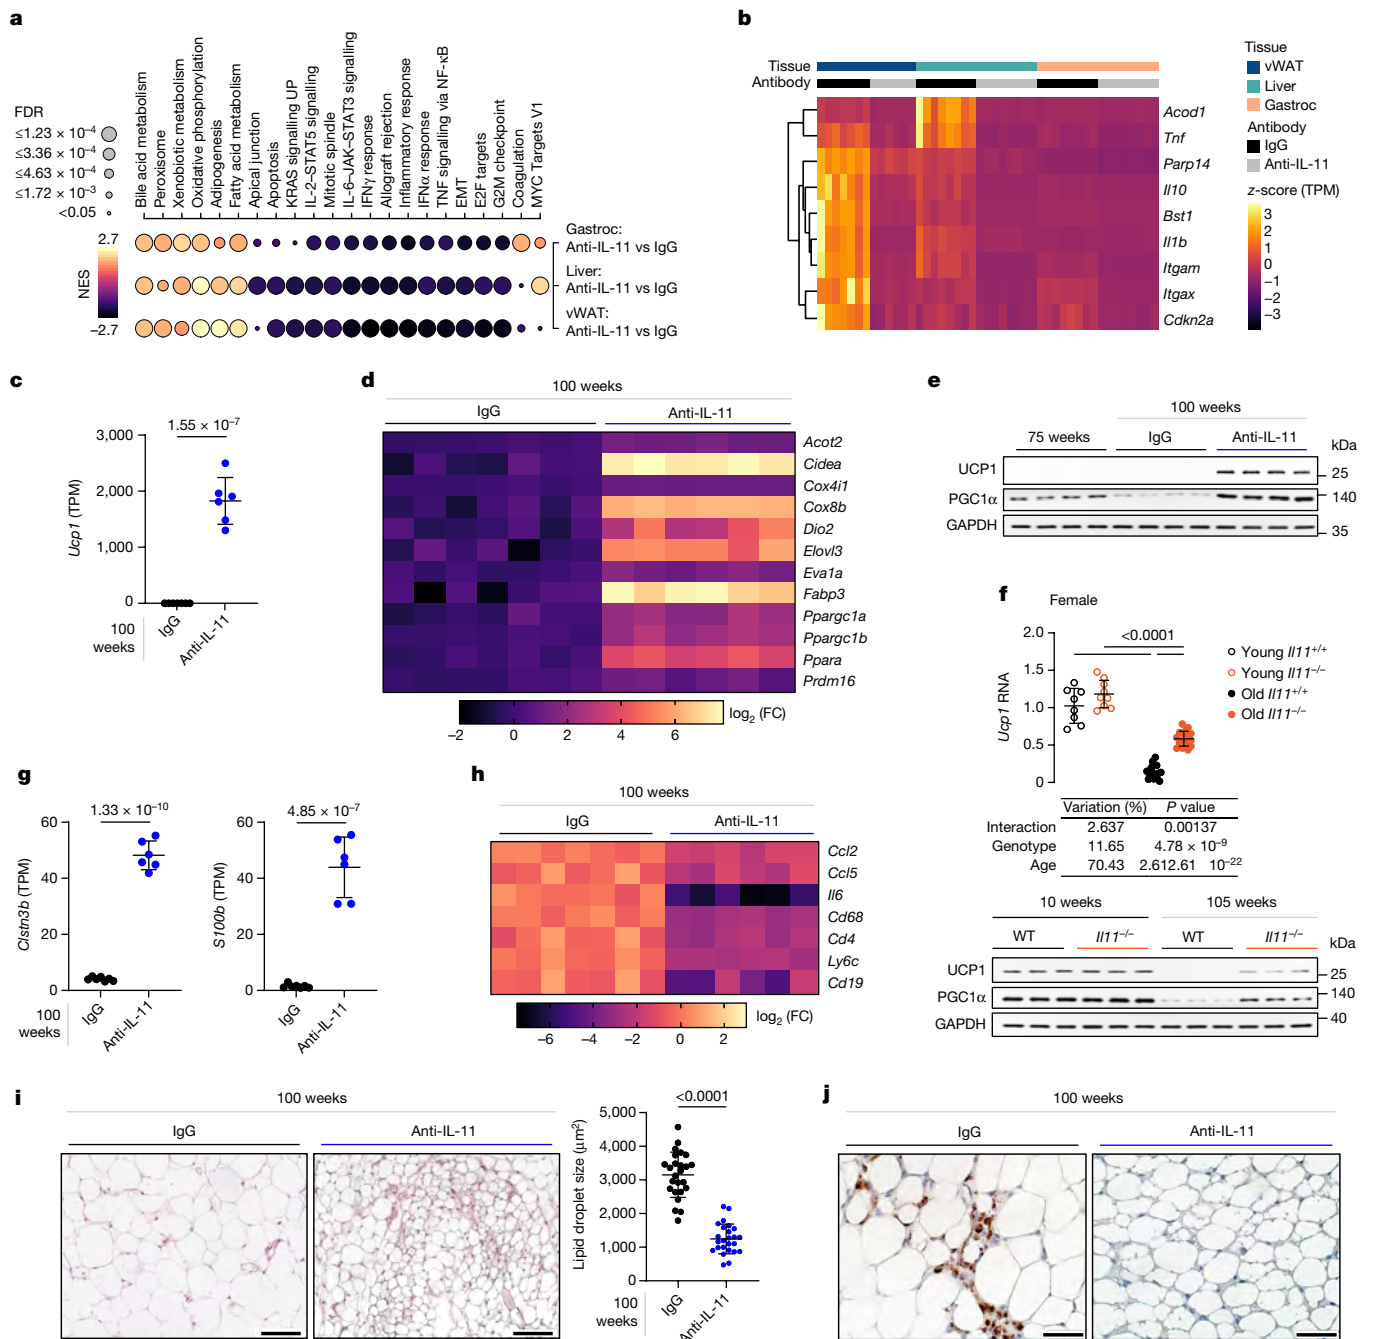 a
FDR
≤1.23 × 10⁻⁴
≤3.36 × 10⁻⁴
≤4.63 × 10⁻⁴
≤1.72 × 10⁻³
<0.05
Bile acid metabolism
Peroxisome
Xenobiotic metabolism
Oxidative phosphorylation
Adipogenesis
Fatty acid metabolism
Apical junction
Apoptosis
KRAS signalling UP
IL-2–STAT5 signalling
Mitotic spindle
IL-6–JAK–STAT3 signalling
IFNγ response
Allograft rejection
Inflammatory response
IFNα response
TNF signalling via NF-κB
EMT
E2F targets
G2M checkpoint
Coagulation
MYC Targets V1
2.7
NES
−2.7
Gastroc:
Anti-IL-11 vs IgG
Liver:
Anti-IL-11 vs IgG
vWAT:
Anti-IL-11 vs IgG
b
Tissue
Antibody
Acod1
Tnf
Parp14
Il10
Bst1
Il1b
Itgam
Itgax
Cdkn2a
Tissue
vWAT
Liver
Gastroc
Antibody
IgG
Anti-IL-11
z-score (TPM)
3
2
1
0
−1
−2
−3
c
Ucp1 (TPM)
1.55 × 10⁻⁷
3,000
2,000
1,000
0
100 weeks
IgG
Anti-IL-11
d
100 weeks
IgG Anti-IL-11
Acot2
Cidea
Cox4i1
Cox8b
Dio2
Elovl3
Eva1a
Fabp3
Ppargc1a
Ppargc1b
Ppara
Prdm16
−2 0 2 4 6 log₂ (FC)
e
100 weeks
75 weeks IgG Anti-IL-11 kDa
UCP1 25
PGC1α 140
GAPDH 35
f
Female
<0.0001
Ucp1 RNA
2.0
1.5
1.0
0.5
0
Young Il11⁺/⁺
Young Il11⁻/⁻
Old Il11⁺/⁺
Old Il11⁻/⁻
Variation (%) P value
Interaction 2.637 0.00137
Genotype 11.65 4.78 × 10⁻⁹
Age 70.43 2.612.61 10⁻²²
10 weeks 105 weeks
WT Il11⁻/⁻ WT Il11⁻/⁻ kDa
UCP1 25
PGC1α 140
GAPDH 40
g
1.33 × 10⁻¹⁰
Clstn3b (TPM)
60
40
20
0
100 weeks
IgG
Anti-IL-11
4.85 × 10⁻⁷
S100b (TPM)
60
40
20
0
IgG
Anti-IL-11
h
100 weeks
IgG Anti-IL-11
Ccl2
Ccl5
Il6
Cd68
Cd4
Ly6c
Cd19
−6 −4 −2 0 2 log₂ (FC)
i
100 weeks
IgG Anti-IL-11
<0.0001
Lipid droplet size (μm²)
5,000
4,000
3,000
2,000
1,000
0
100 weeks
IgG
Anti-IL-11
j
100 weeks
IgG Anti-IL-11